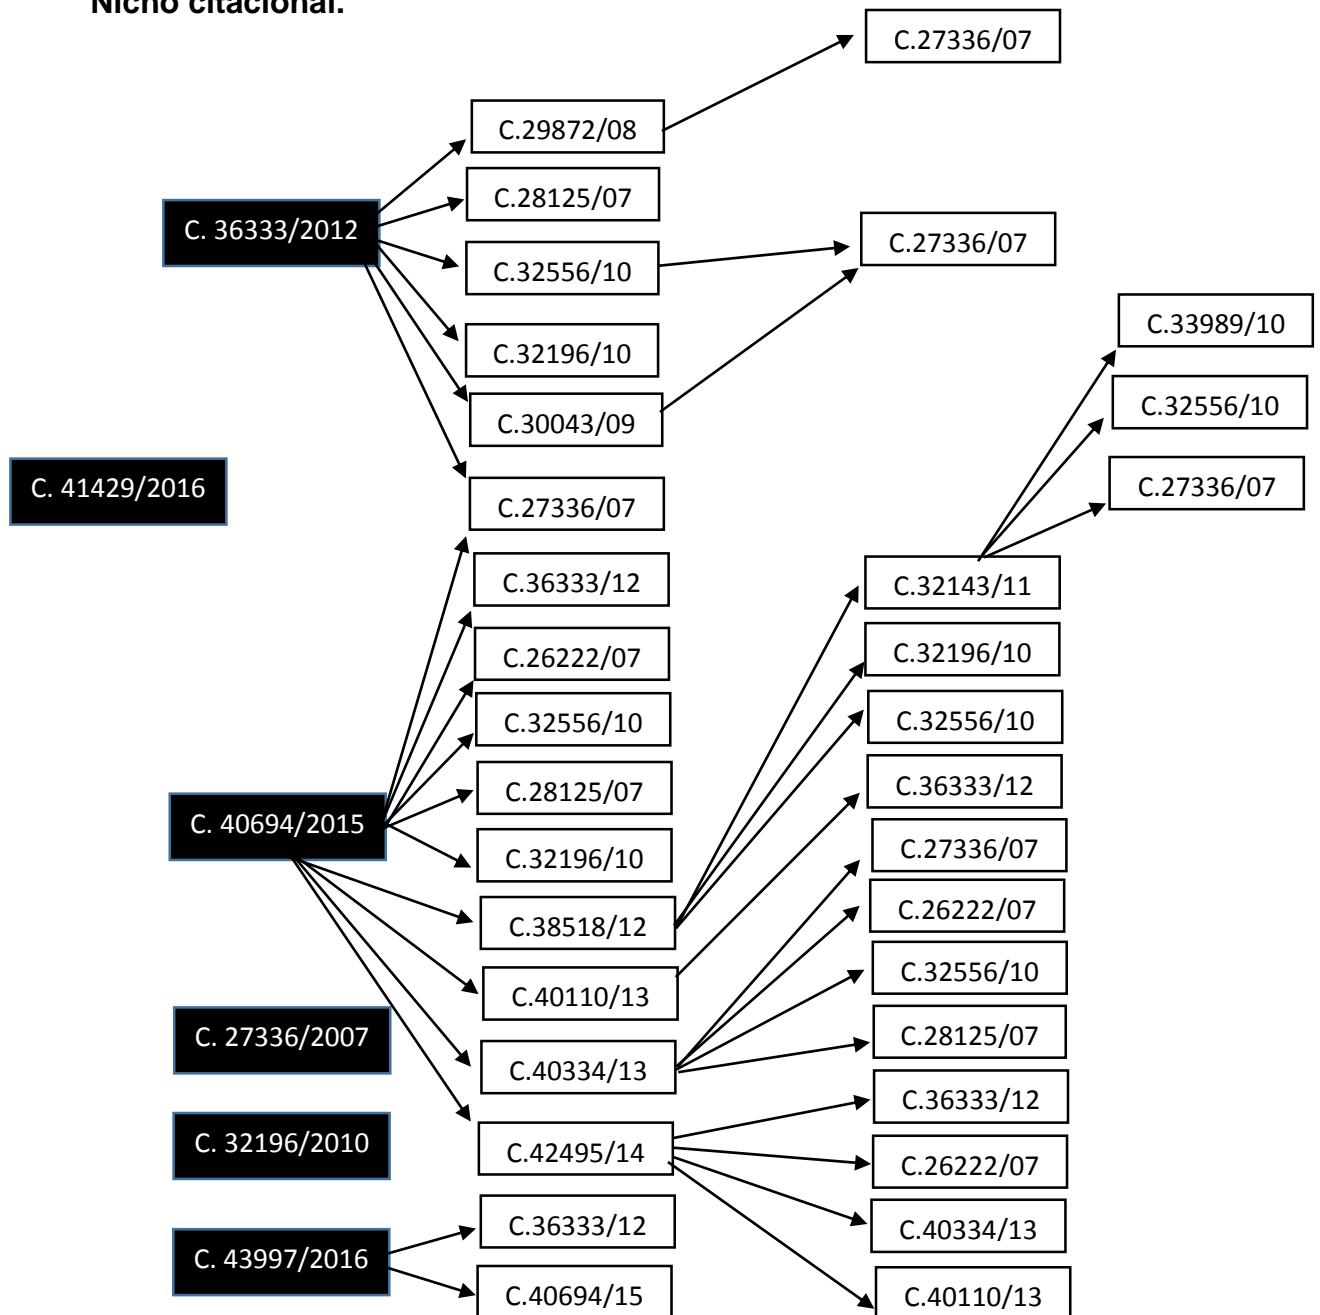 Nicho citacional.
C.27336/07
C.29872/08
C.28125/07
C. 36333/2012
C.27336/07
C.32556/10
C.33989/10
C.32196/10
C.32556/10
C.30043/09
C. 41429/2016
C.27336/07
C.27336/07
C.36333/12
C.32143/11
C.26222/07
C.32196/10
C.32556/10
C.32556/10
C.28125/07
C.36333/12
C. 40694/2015
C.32196/10
C.27336/07
C.38518/12
C.26222/07
C.40110/13
C.32556/10
C. 27336/2007
C.28125/07
C.40334/13
C.36333/12
C. 32196/2010
C.42495/14
C.26222/07
C.36333/12
C.40334/13
C. 43997/2016
C.40694/15
C.40110/13